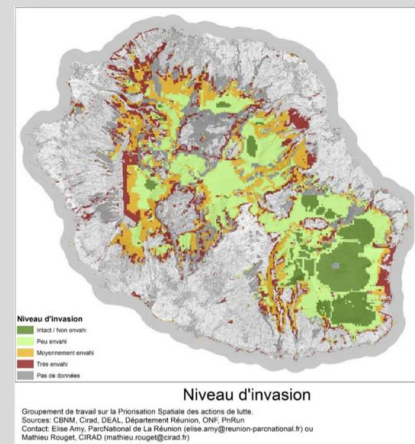 Niveau d'invasion
Intact / Non envahi
Peu envahi
Moyennement envahi
Très envahi
Pas de données
Niveau d'invasion
Groupement de travail sur la Priorisation Spatiale des actions de lutte.
Sources: CBNM, Cirad, DEAL, Département Réunion, ONF, PnRun
Contact: Elise Amy, ParcNational de La Réunion (elise.amy@reunion-parcnational.fr) ou
Mathieu Rouget, CIRAD (mathieu.rouget@cirad.fr)